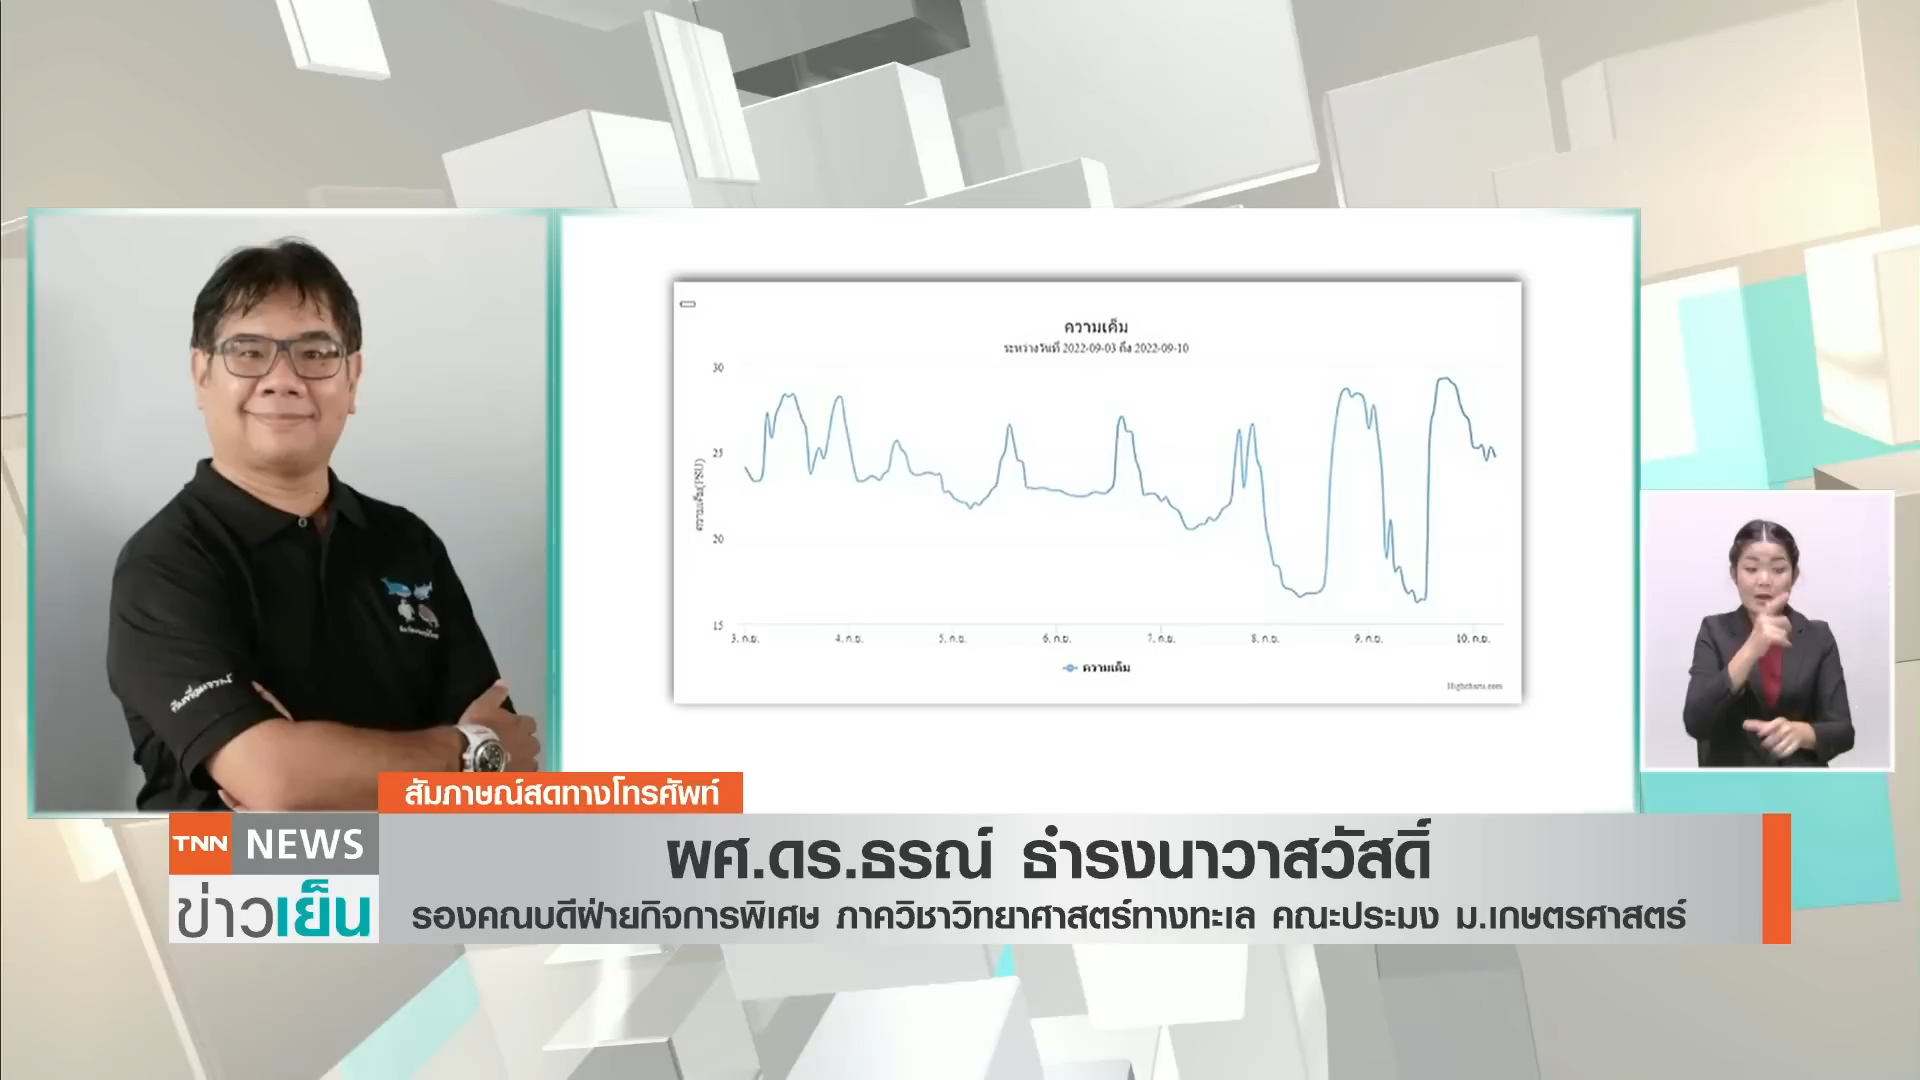 ความเค็ม
ระหว่างวันที่ 2022-09-03 ถึง 2022-09-10
30
25
20
15
ความเค็ม(PSU)
3. ก.ย. 4. ก.ย. 5. ก.ย. 6. ก.ย. 7. ก.ย. 8. ก.ย. 9. ก.ย. 10. ก.ย.
ความเค็ม
Highcharts.com
สัมภาษณ์สดทางโทรศัพท์
TNN NEWS
ข่าวเย็น
ผศ.ดร.ธรณ์ ธำรงนาวาสวัสดิ์
รองคณบดีฝ่ายกิจการพิเศษ ภาควิชาวิทยาศาสตร์ทางทะเล คณะประมง ม.เกษตรศาสตร์